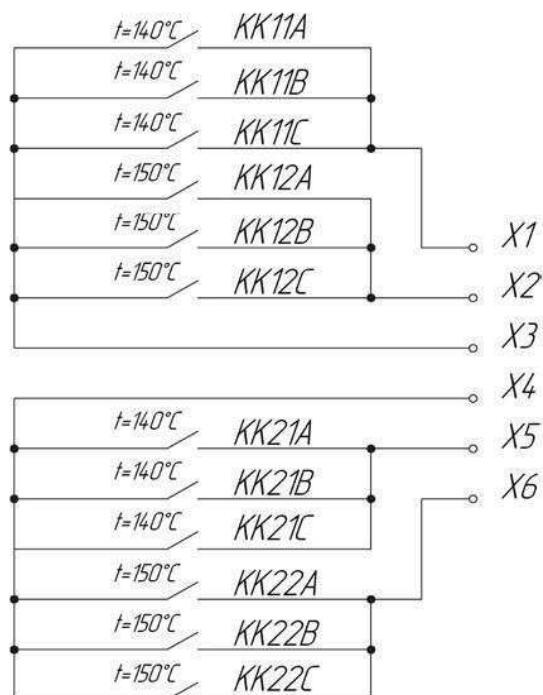 t=140°C KK11A
t=140°C KK11B
t=140°C KK11C
t=150°C KK12A
t=150°C KK12B
t=150°C KK12C
X1
X2
X3
X4
t=140°C KK21A
X5
t=140°C KK21B
X6
t=140°C KK21C
t=150°C KK22A
t=150°C KK22B
t=150°C KK22C